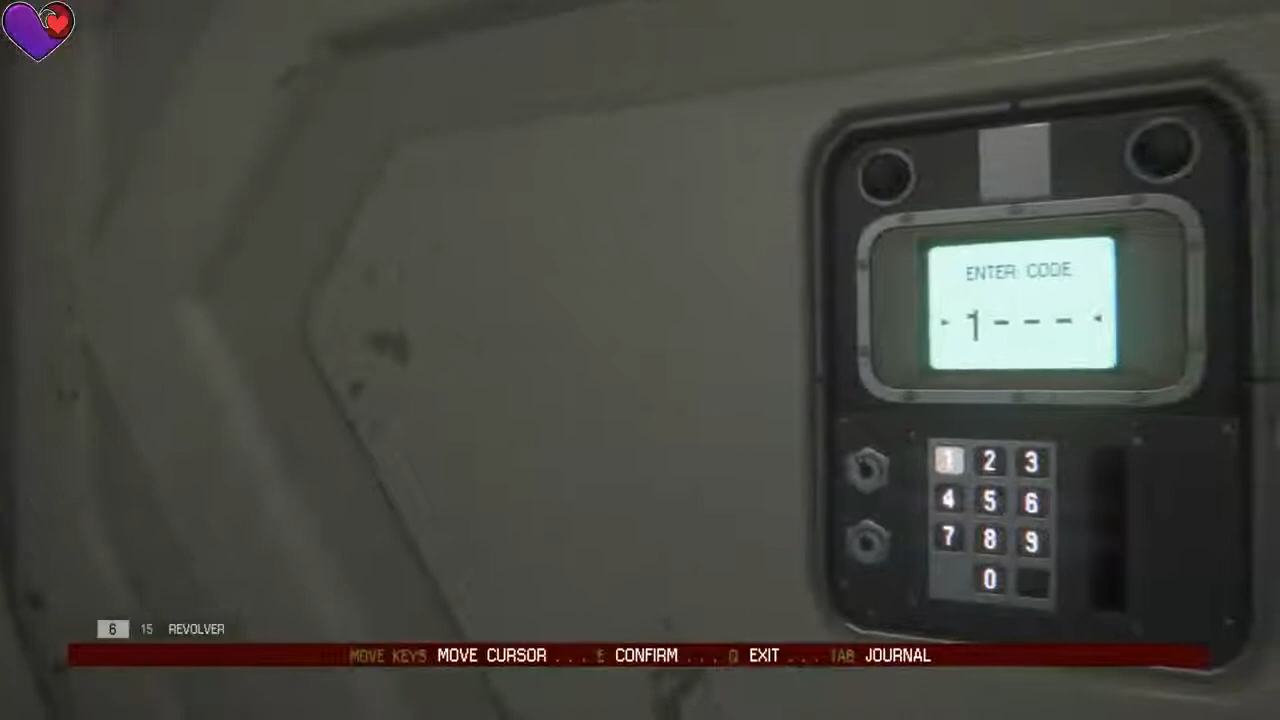 ENTER CODE
1---
1 2 3
4 5 6
7 8 9
0
6 15 REVOLVER
MOVE KEYS MOVE CURSOR ... E CONFIRM ... Q EXIT ... TAB JOURNAL